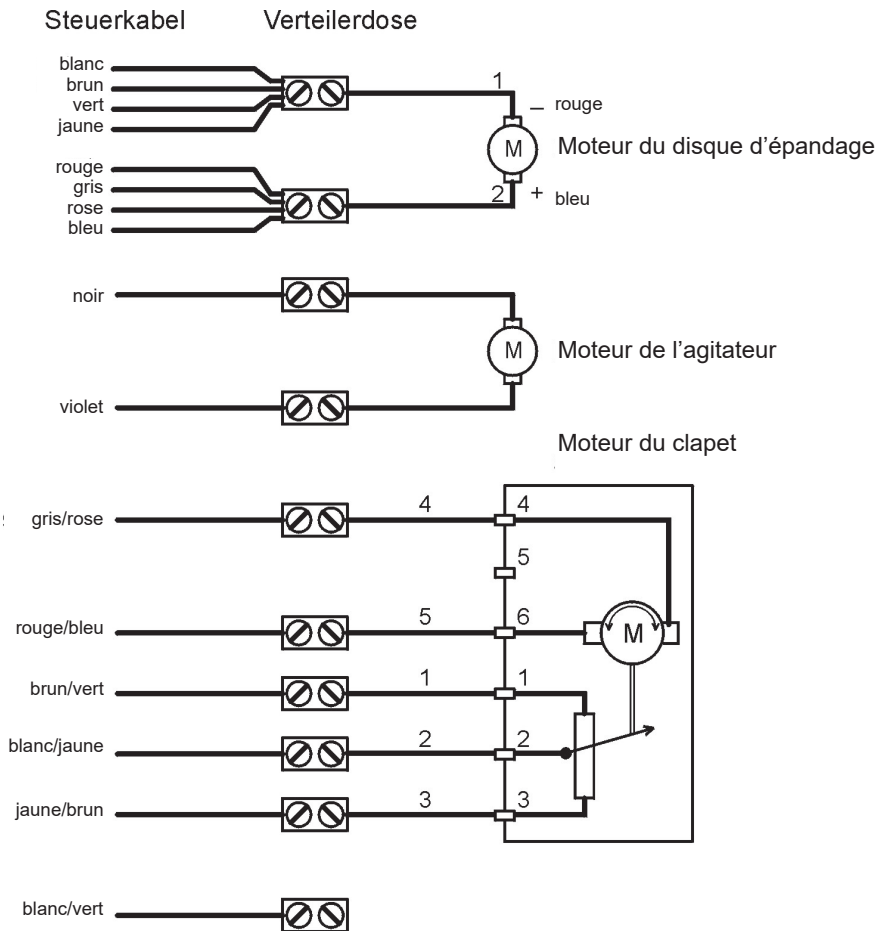 Steuerkabel Verteilerdose
blanc
brun
vert
jaune
1
– rouge
M
Moteur du disque d’épandage
rouge
gris
rose
bleu
2
+ bleu
noir
M
Moteur de l’agitateur
violet
Moteur du clapet
gris/rose 4 4
5
rouge/bleu 5 6
M
brun/vert 1 1
blanc/jaune 2 2
jaune/brun 3 3
blanc/vert